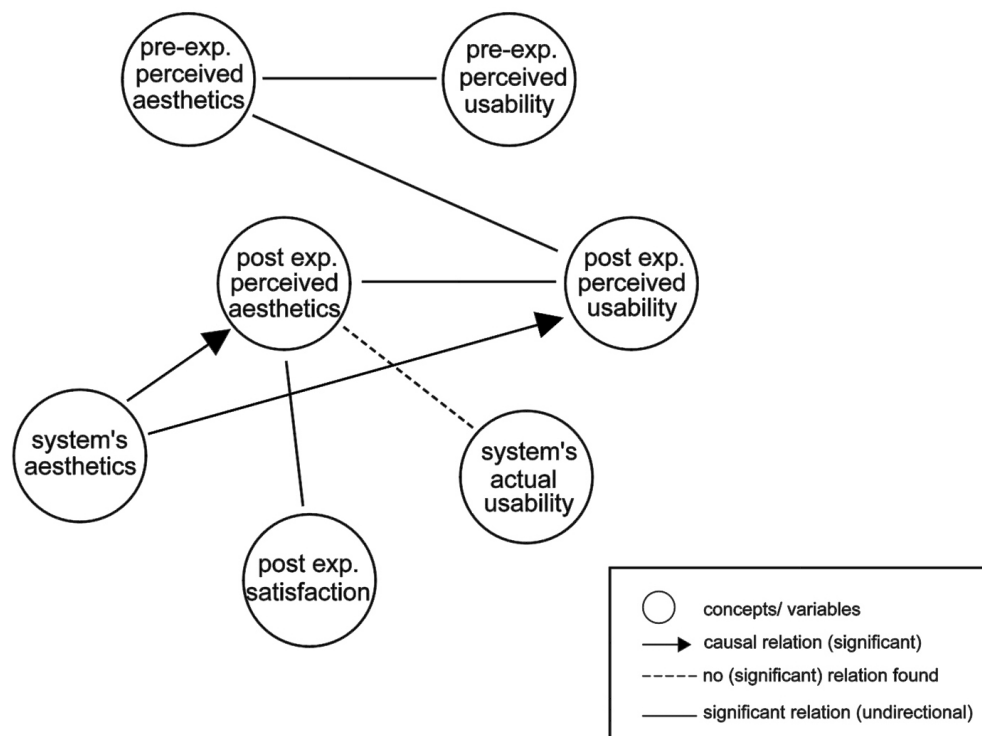 pre-exp.
perceived
aesthetics
pre-exp.
perceived
usability
post exp.
perceived
aesthetics
post exp.
perceived
usability
system's
aesthetics
system's
actual
usability
post exp.
satisfaction
concepts/ variables
causal relation (significant)
no (significant) relation found
significant relation (undirectional)